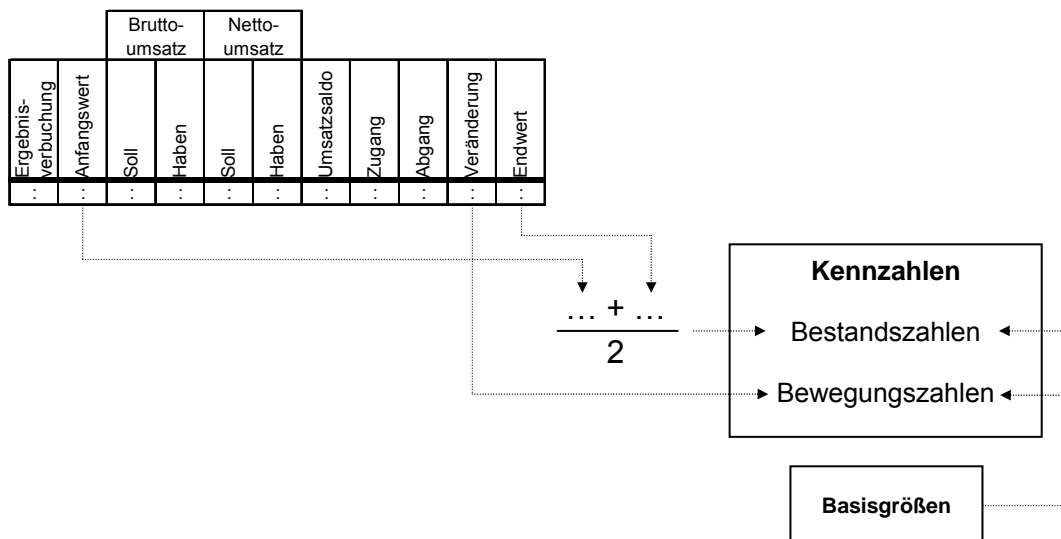 Brutto-
umsatz
Netto-
umsatz
Ergebnis-
verbuchung
Anfangswert
Soll
Haben
Soll
Haben
Umsatzsaldo
Zugang
Abgang
Veränderung
Endwert
: : : : : : : : : : :
Kennzahlen
... + ...
2
Bestandszahlen
Bewegungszahlen
Basisgrößen